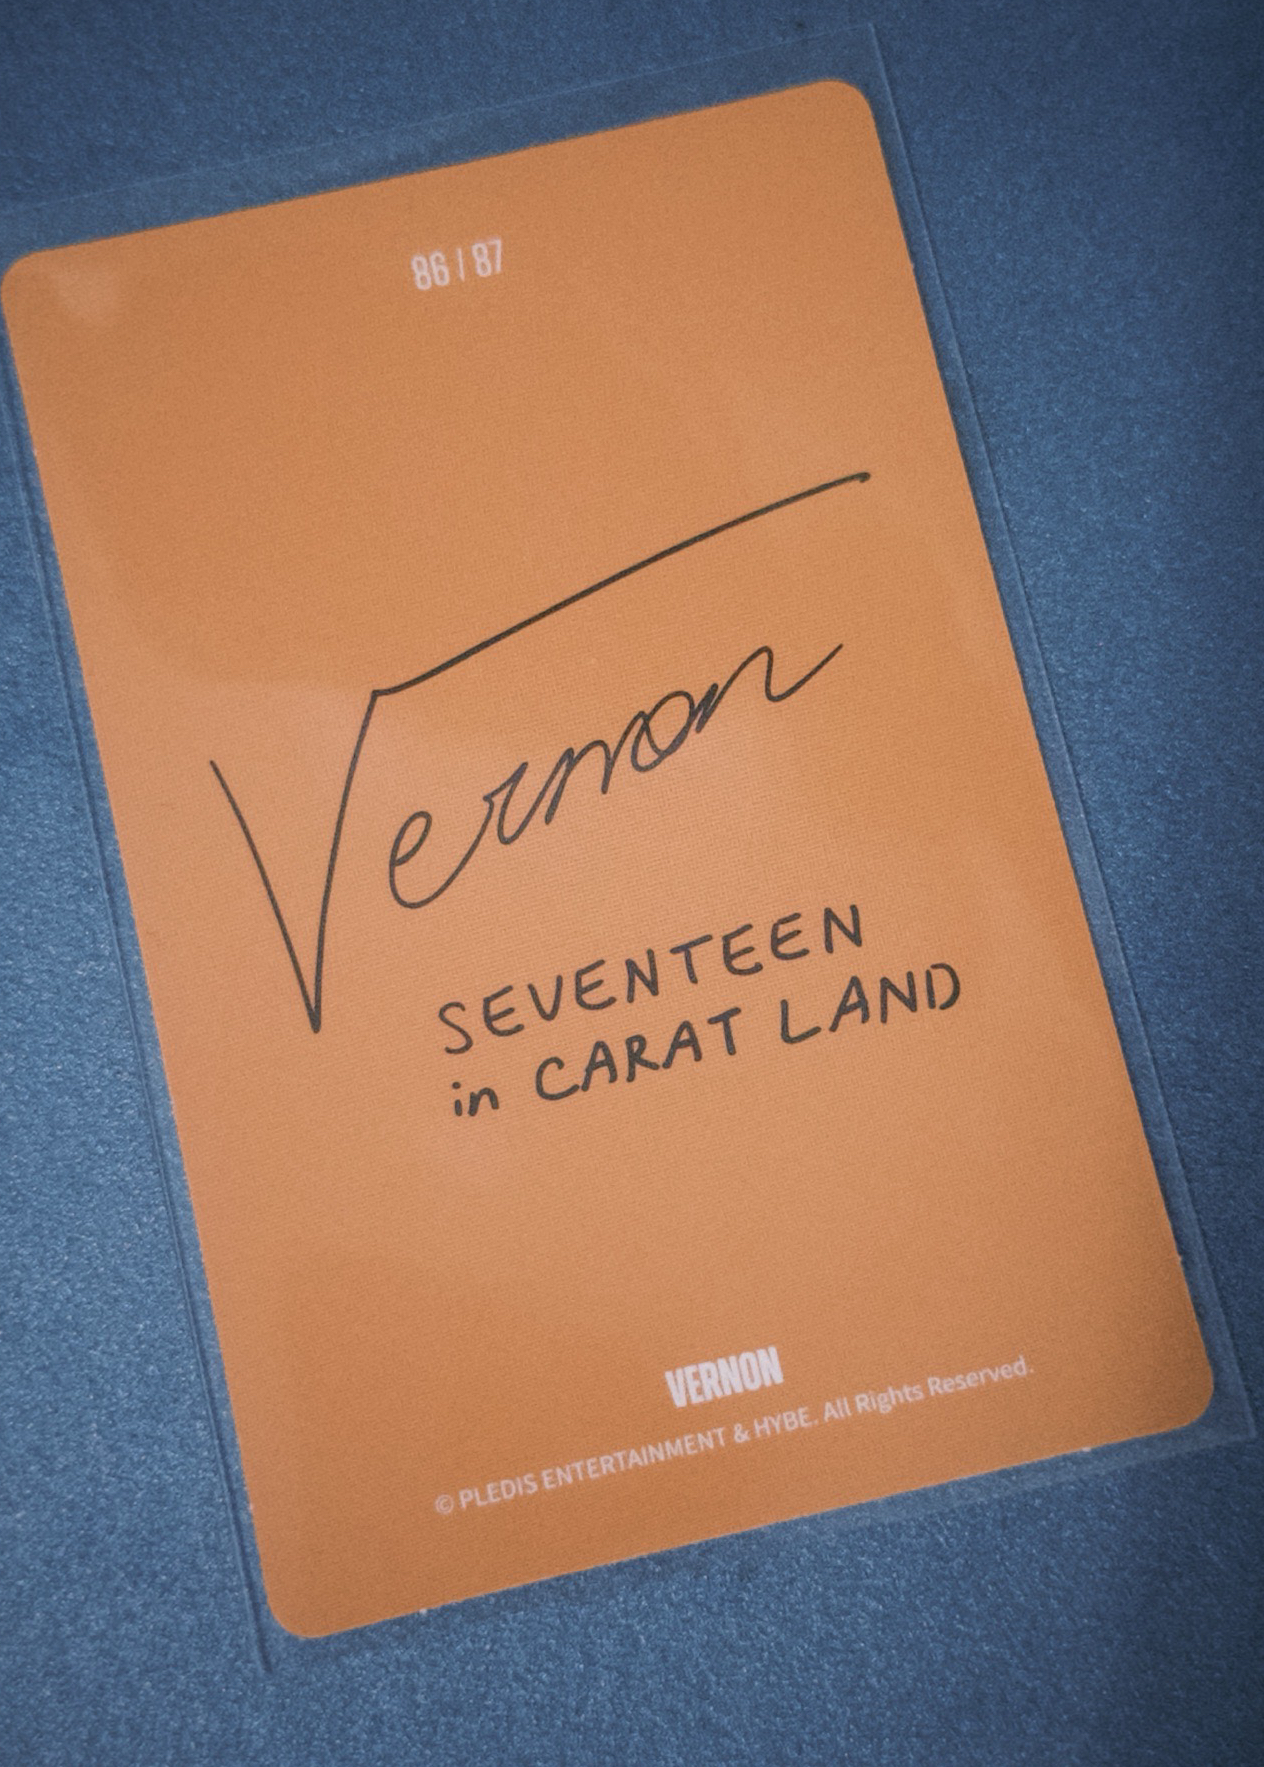 86 | 87
Vernon
SEVENTEEN
in CARAT LAND
VERNON
© PLEDIS ENTERTAINMENT & HYBE. All Rights Reserved.